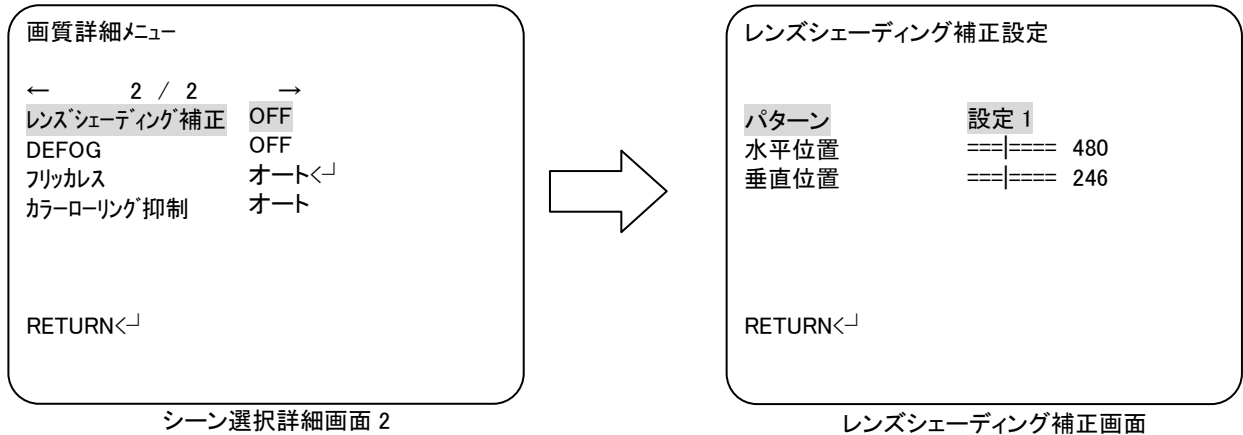 画質詳細ﾒﾆｭｰ
← 2 / 2 →
ﾚﾝｽﾞｼｪｰﾃﾞｨﾝｸﾞ補正 OFF
DEFOG OFF
ﾌﾘｯｶﾚｽ オート<┘
ｶﾗｰﾛｰﾘﾝｸﾞ抑制 オート
RETURN<┘
シーン選択詳細画面 2
レンズシェーディング補正設定
パターン 設定 1
水平位置 ===|==== 480
垂直位置 ===|==== 246
RETURN<┘
レンズシェーディング補正画面